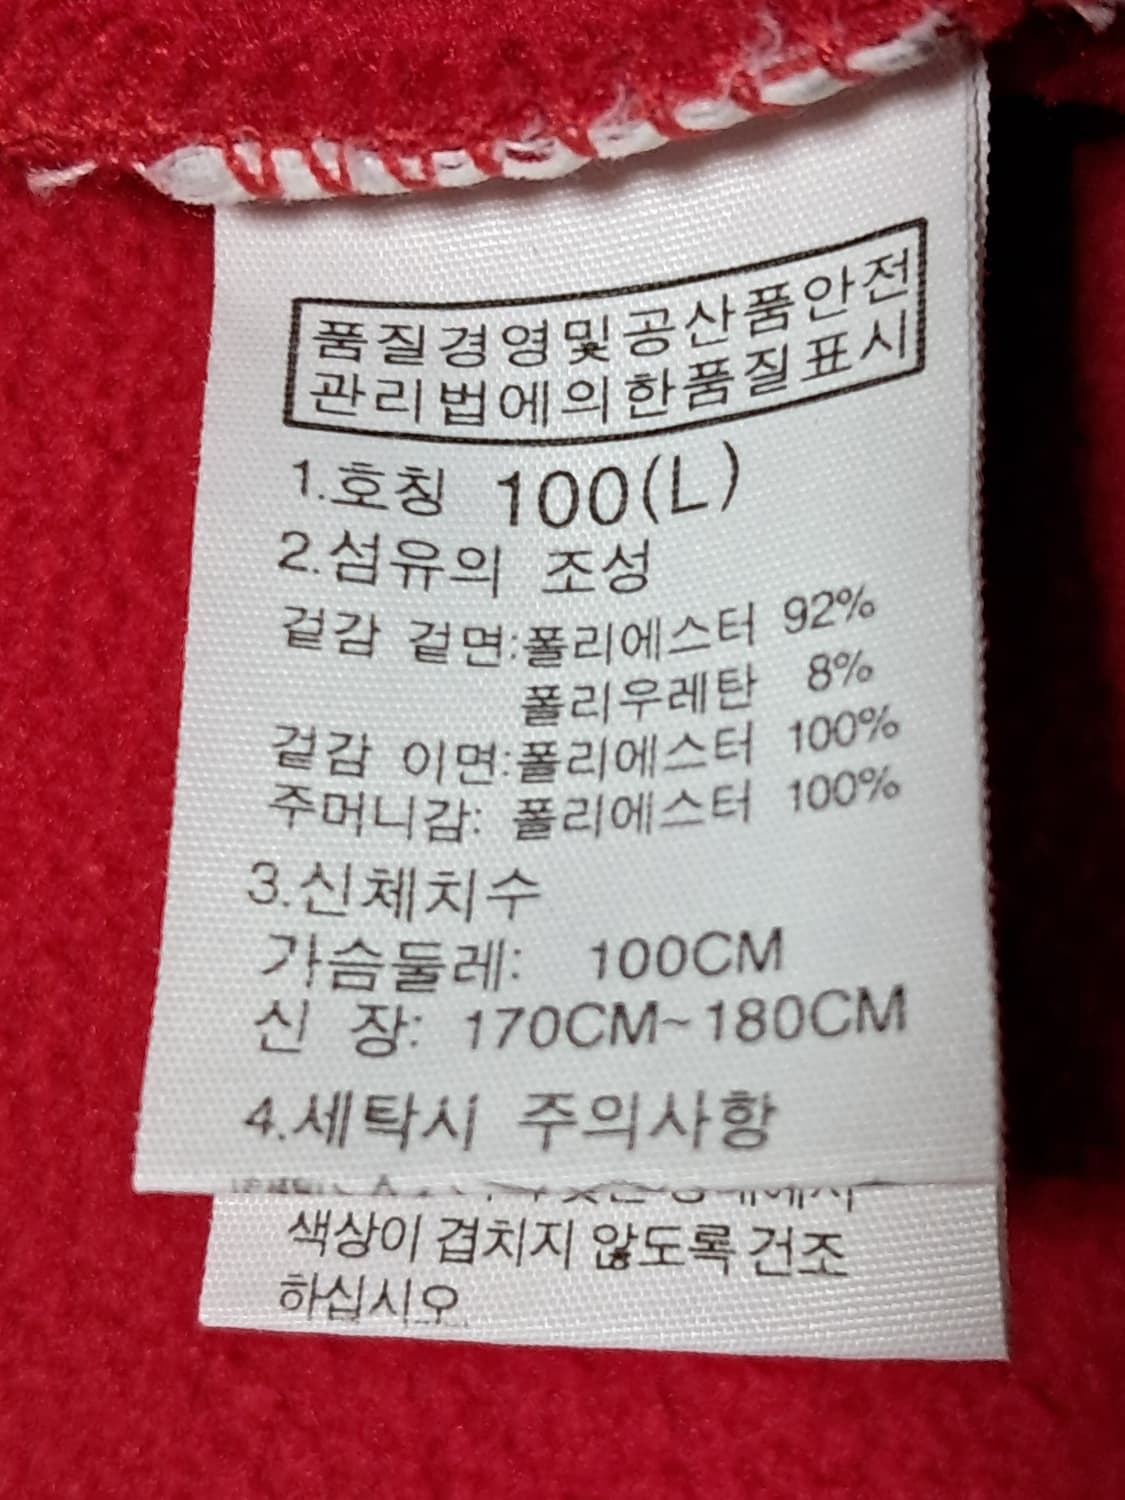 품질경영및공산품안전
관리법에의한품질표시
1.호칭 100(L)
2.섬유의 조성
겉감 겉면:폴리에스터 92%
폴리우레탄 8%
겉감 이면:폴리에스터 100%
주머니감: 폴리에스터 100%
3.신체치수
가슴둘레: 100CM
신 장: 170CM~180CM
4.세탁시 주의사항
색상이 겹치지 않도록 건조
하십시오.